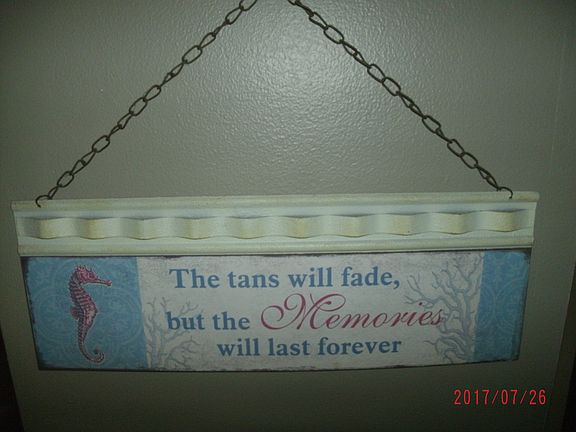 The tans will fade,
but the Memories
will last forever
2017/07/26